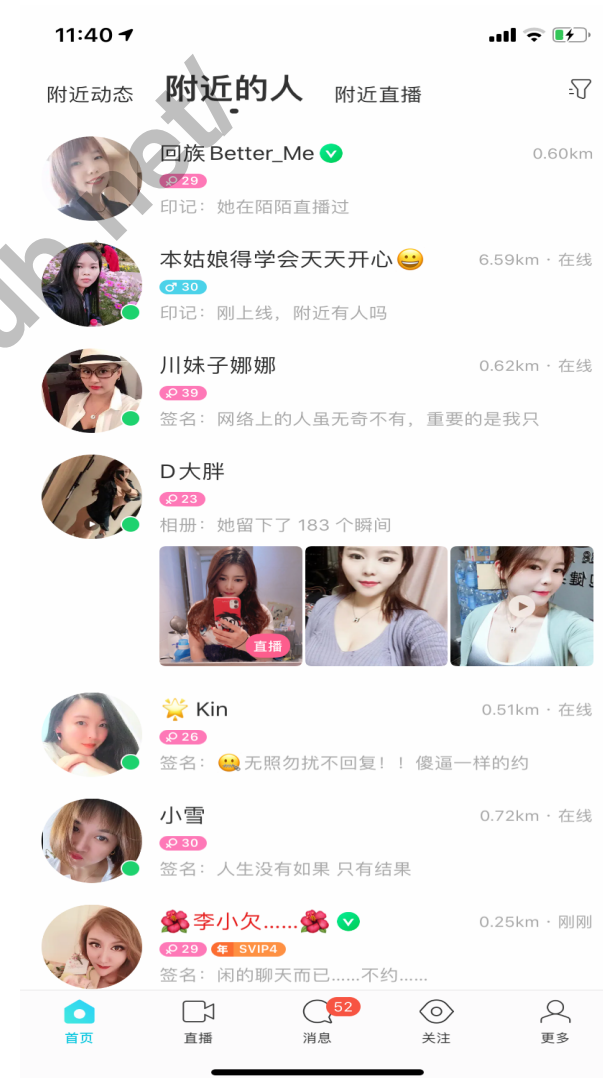 11:40
附近动态 附近的人 附近直播
回族 Better_Me 0.60km
29
印记：她在陌陌直播过
本姑娘得学会天天开心😀 6.59km · 在线
♂ 30
印记：刚上线，附近有人吗
川妹子娜娜 0.62km · 在线
39
签名：网络上的人虽无奇不有，重要的是我只
D大胖
23
相册：她留下了 183 个瞬间
直播
🌟 Kin 0.51km · 在线
26
签名：🤐无照勿扰不回复！！傻逼一样的约
小雪 0.72km · 在线
30
签名：人生没有如果 只有结果
🌺李小欠......🌺 0.25km · 刚刚
29 年 SVIP4
签名：闲的聊天而已......不约......
52
首页 直播 消息 关注 更多